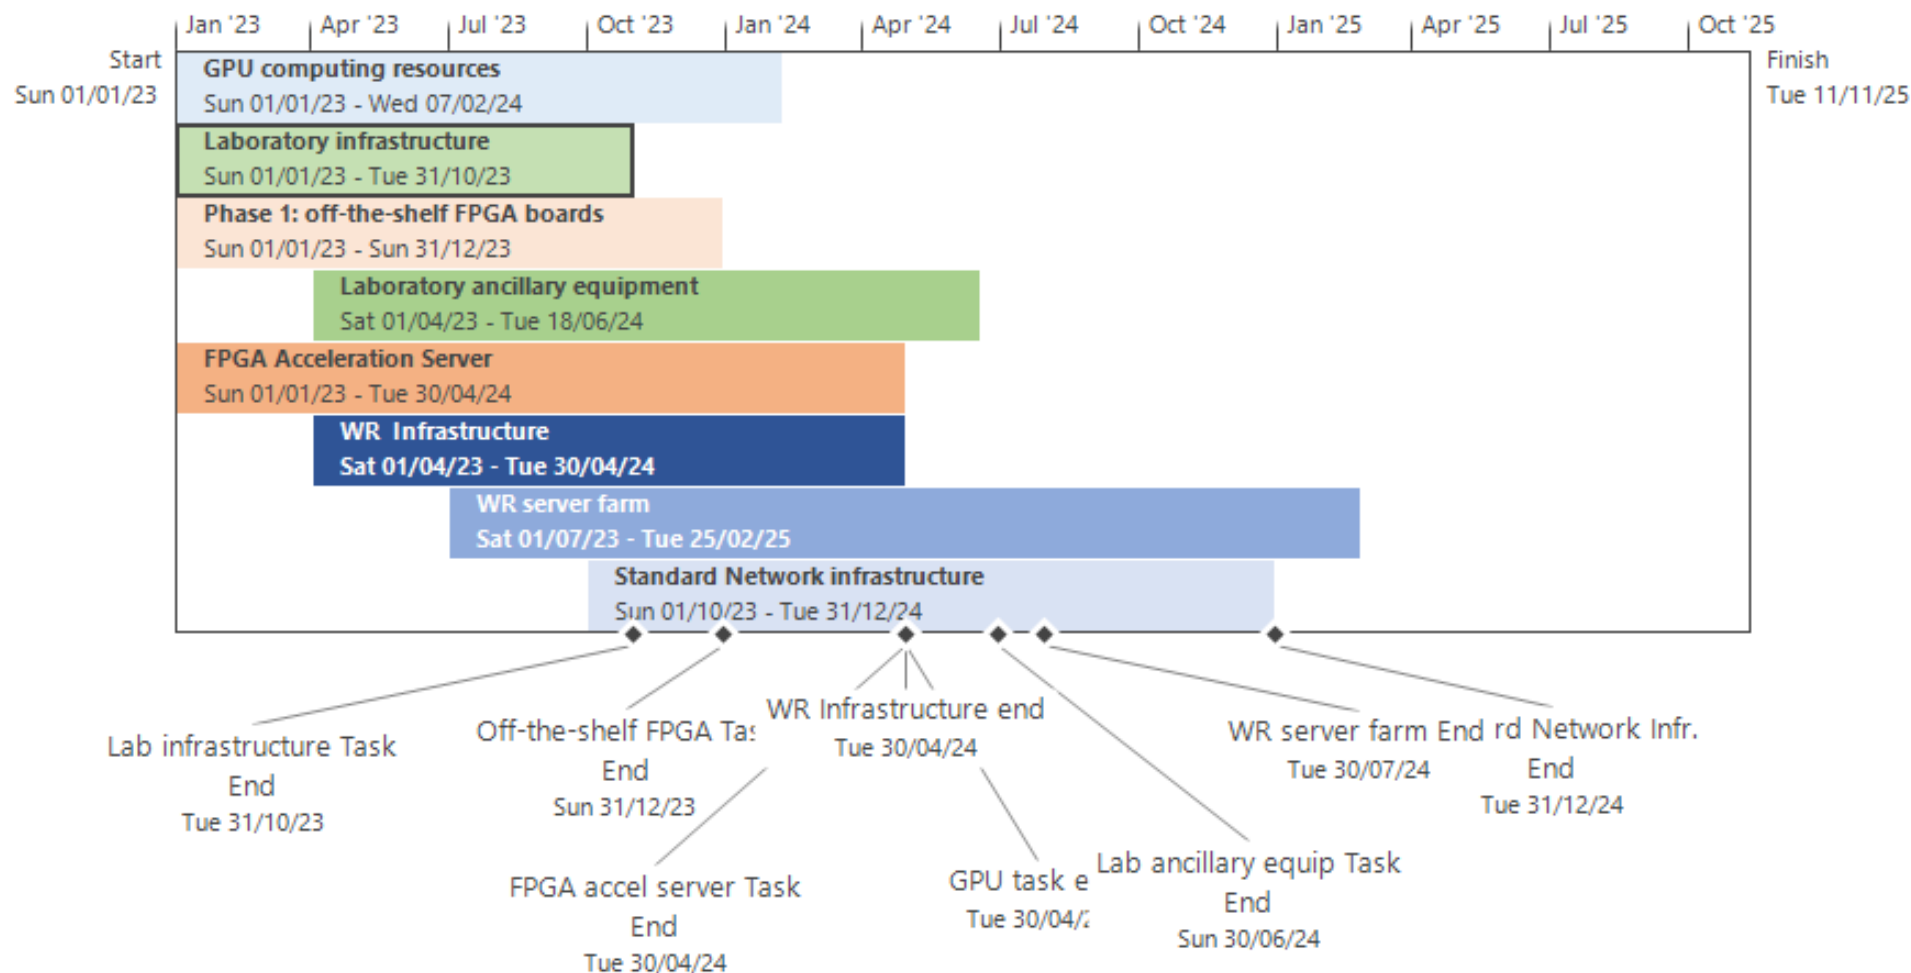 Jan '23
Apr '23
Jul '23
Oct '23
Jan '24
Apr '24
Jul '24
Oct '24
Jan '25
Apr '25
Jul '25
Oct '25
Start
Sun 01/01/23
Finish
Tue 11/11/25
GPU computing resources
Sun 01/01/23 - Wed 07/02/24
Laboratory infrastructure
Sun 01/01/23 - Tue 31/10/23
Phase 1: off-the-shelf FPGA boards
Sun 01/01/23 - Sun 31/12/23
Laboratory ancillary equipment
Sat 01/04/23 - Tue 18/06/24
FPGA Acceleration Server
Sun 01/01/23 - Tue 30/04/24
WR Infrastructure
Sat 01/04/23 - Tue 30/04/24
WR server farm
Sat 01/07/23 - Tue 25/02/25
Standard Network infrastructure
Sun 01/10/23 - Tue 31/12/24
Lab infrastructure Task
End
Tue 31/10/23
Off-the-shelf FPGA Tas
End
Sun 31/12/23
WR Infrastructure end
Tue 30/04/24
WR server farm End
Tue 30/07/24
rd Network Infr.
End
Tue 31/12/24
FPGA accel server Task
End
Tue 30/04/24
GPU task e
Tue 30/04/2
Lab ancillary equip Task
End
Sun 30/06/24